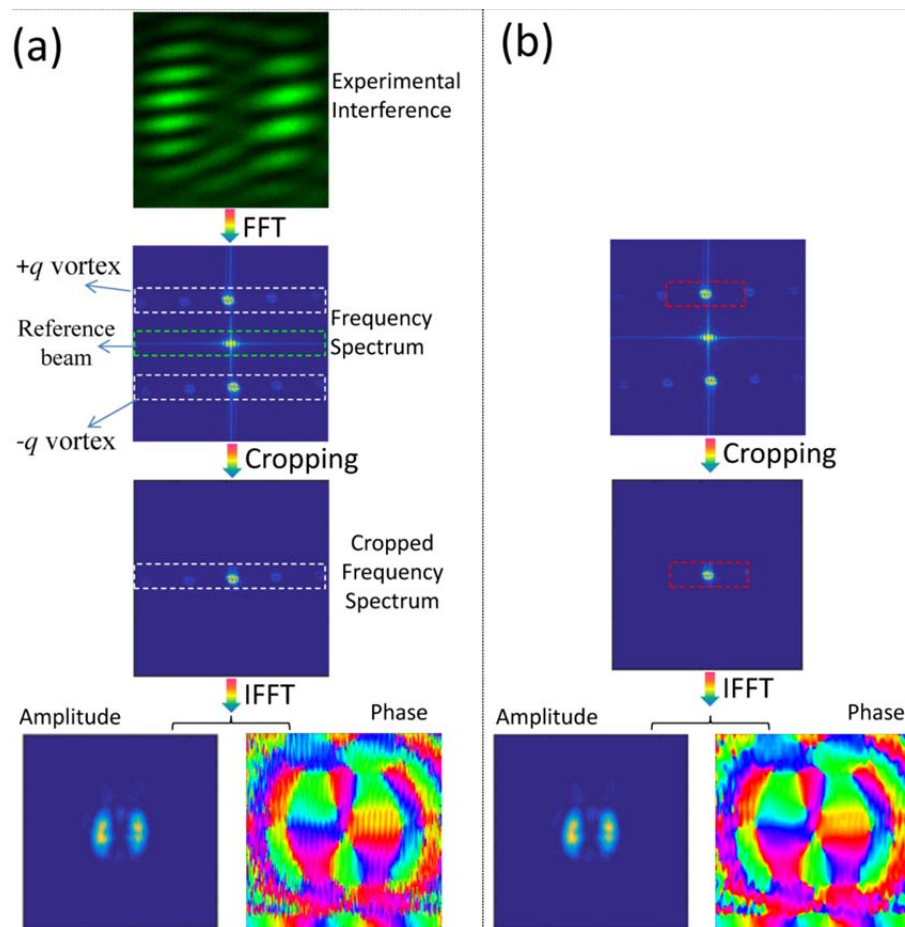 (a)
Experimental
Interference
FFT
+q vortex
Reference
beam
-q vortex
Frequency
Spectrum
Cropping
Cropped
Frequency
Spectrum
IFFT
Amplitude
Phase
(b)
Cropping
IFFT
Amplitude
Phase